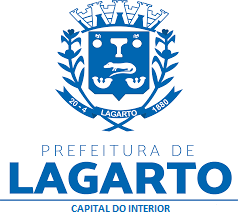 20 - 4 LAGARTO 1880
PREFEITURA DE
LAGARTO
CAPITAL DO INTERIOR